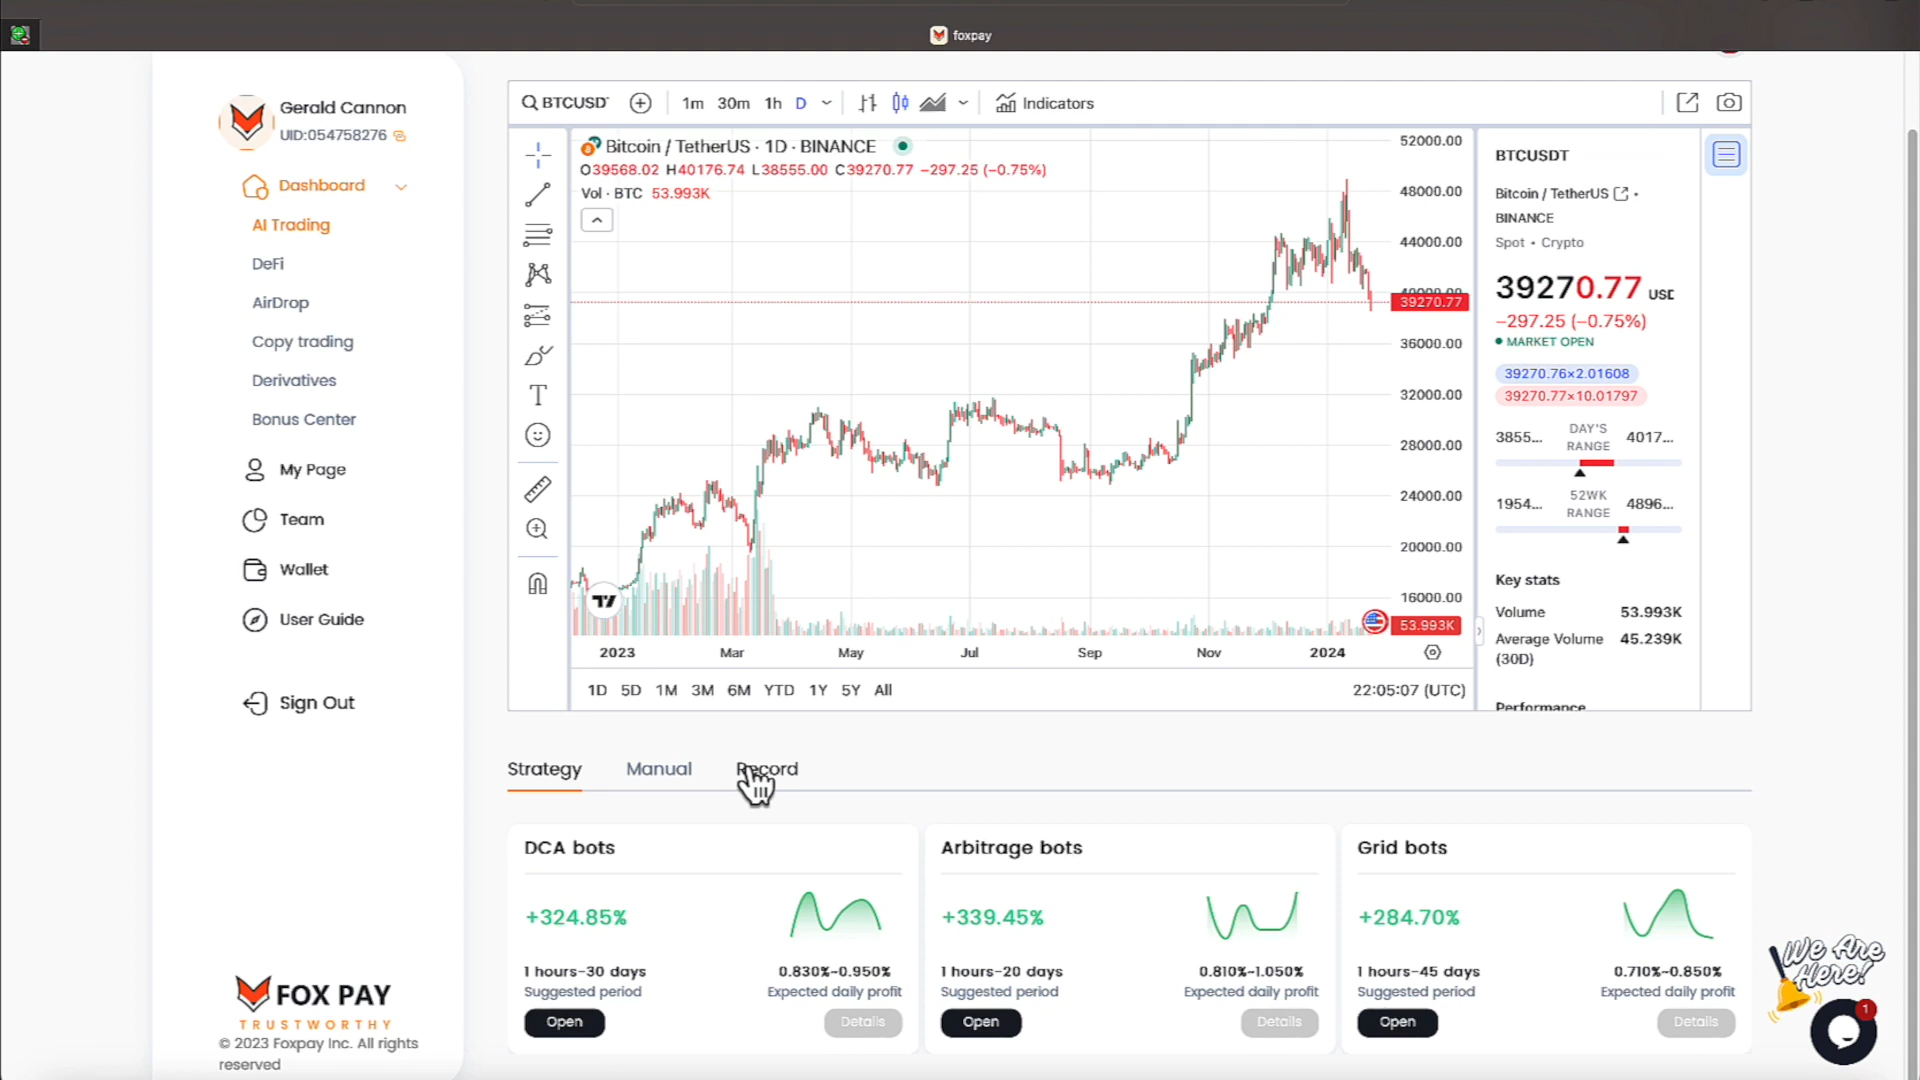 foxpay
Gerald Cannon
UID:054758276
Dashboard
AI Trading
DeFi
AirDrop
Copy trading
Derivatives
Bonus Center
My Page
Team
Wallet
User Guide
Sign Out
FOX PAY
TRUSTWORTHY
© 2023 Foxpay Inc. All rights
reserved
BTCUSD
1m 30m 1h D
Indicators
Bitcoin / TetherUS · 1D · BINANCE
O39568.02 H40176.74 L38555.00 C39270.77 −297.25 (−0.75%)
Vol · BTC 53.993K
52000.00
48000.00
44000.00
39270.77
36000.00
32000.00
28000.00
24000.00
20000.00
16000.00
53.993K
2023 Mar May Jul Sep Nov 2024
1D 5D 1M 3M 6M YTD 1Y 5Y All
22:05:07 (UTC)
BTCUSDT
Bitcoin / TetherUS •
BINANCE
Spot • Crypto
39270.77 USD
−297.25 (−0.75%)
MARKET OPEN
39270.76×2.01608
39270.77×10.01797
3855... DAY'S RANGE 4017...
1954... 52WK RANGE 4896...
Key stats
Volume 53.993K
Average Volume 45.239K
(30D)
Performance
Strategy Manual Record
DCA bots
+324.85%
1 hours-30 days 0.830%~0.950%
Suggested period Expected daily profit
Open Details
Arbitrage bots
+339.45%
1 hours-20 days 0.810%~1.050%
Suggested period Expected daily profit
Open Details
Grid bots
+284.70%
1 hours-45 days 0.710%~0.850%
Suggested period Expected daily profit
Open Details
We Are
Here!
1